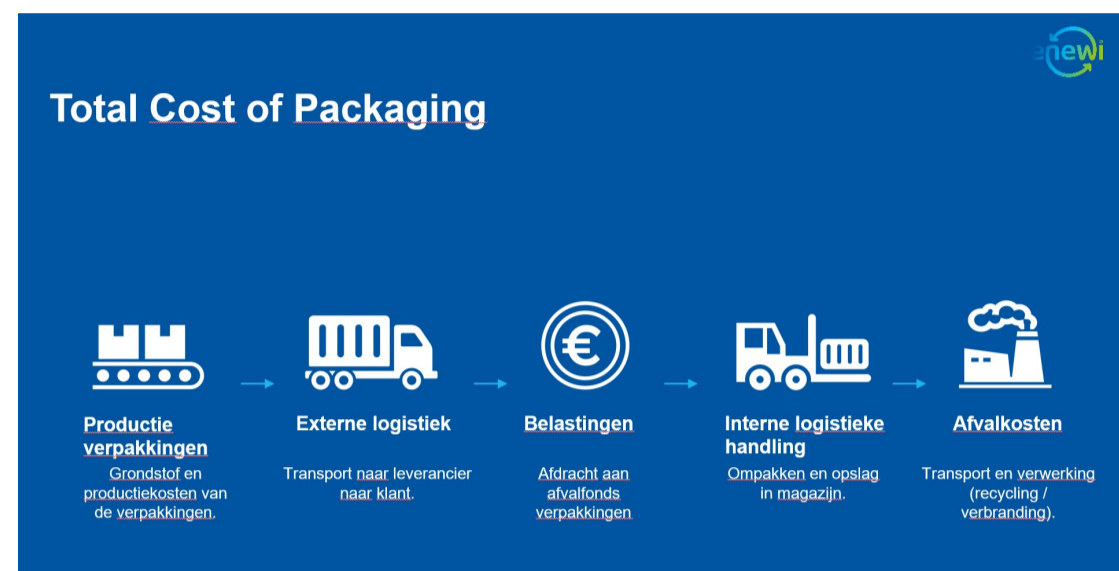 enewi
Total Cost of Packaging
€
Productie
verpakkingen
Grondstof en
productiekosten van
de verpakkingen.
Externe logistiek
Transport naar leverancier
naar klant.
Belastingen
Afdracht aan
afvalfonds
verpakkingen
Interne logistieke
handling
Ompakken en opslag
in magazijn.
Afvalkosten
Transport en verwerking
(recycling /
verbranding).